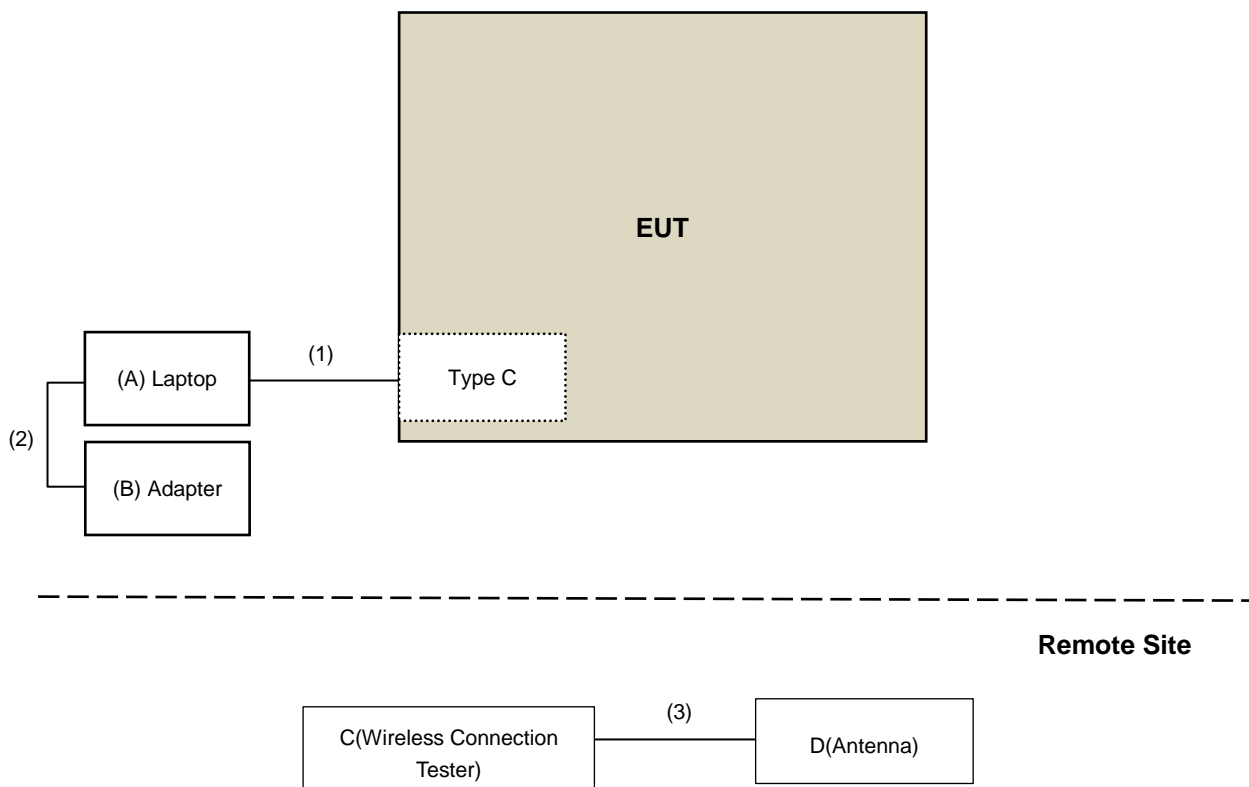 EUT
(1)
(A) Laptop
Type C
(2)
(B) Adapter
Remote Site
(3)
C(Wireless Connection
Tester)
D(Antenna)